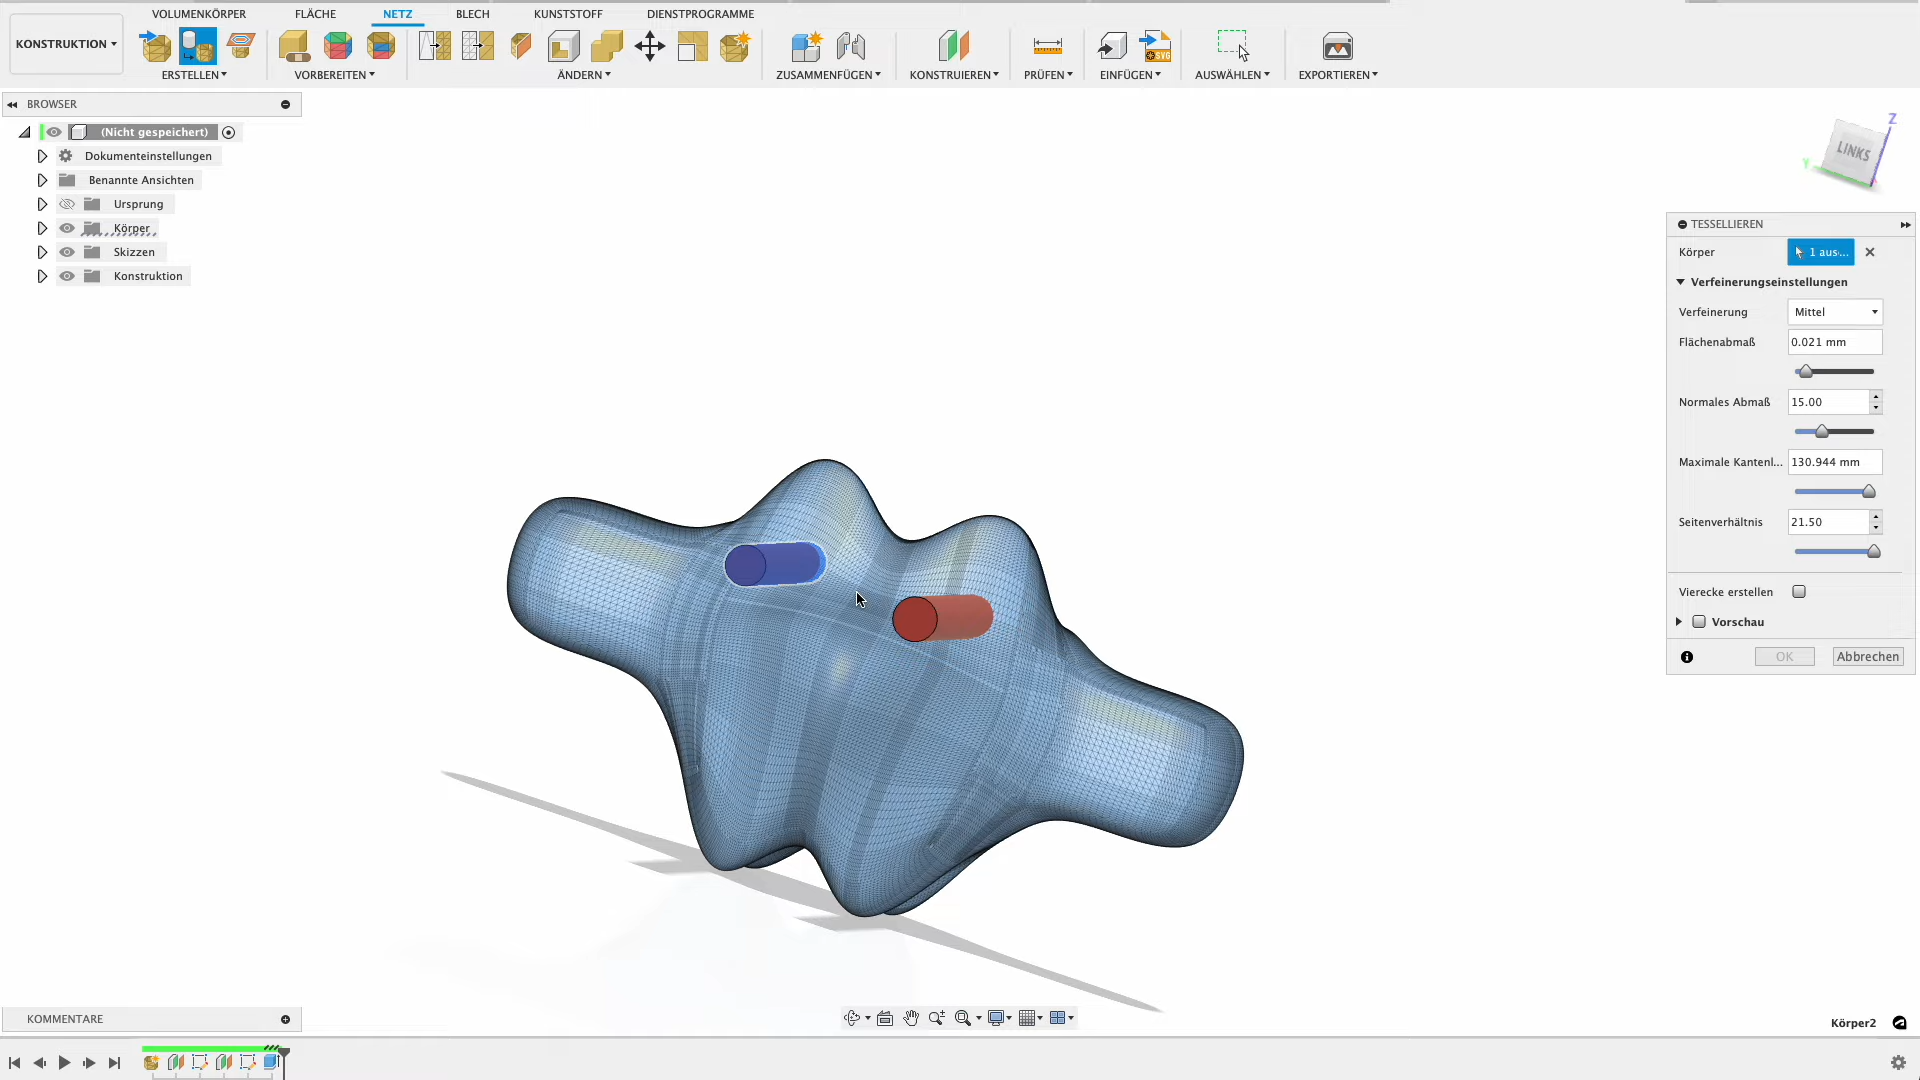 VOLUMENKÖRPER FLÄCHE NETZ BLECH KUNSTSTOFF DIENSTPROGRAMME
KONSTRUKTION
ERSTELLEN VORBEREITEN ÄNDERN ZUSAMMENFÜGEN KONSTRUIEREN PRÜFEN EINFÜGEN AUSWÄHLEN EXPORTIEREN
BROWSER
(Nicht gespeichert)
Dokumenteinstellungen
Benannte Ansichten
Ursprung
Körper
Skizzen
Konstruktion
Z
Y
LINKS
TESSELLIEREN
Körper 1 aus...
Verfeinerungseinstellungen
Verfeinerung Mittel
Flächenabmaß 0.021 mm
Normales Abmaß 15.00
Maximale Kantenl... 130.944 mm
Seitenverhältnis 21.50
Vierecke erstellen
Vorschau
OK Abbrechen
KOMMENTARE
Körper2